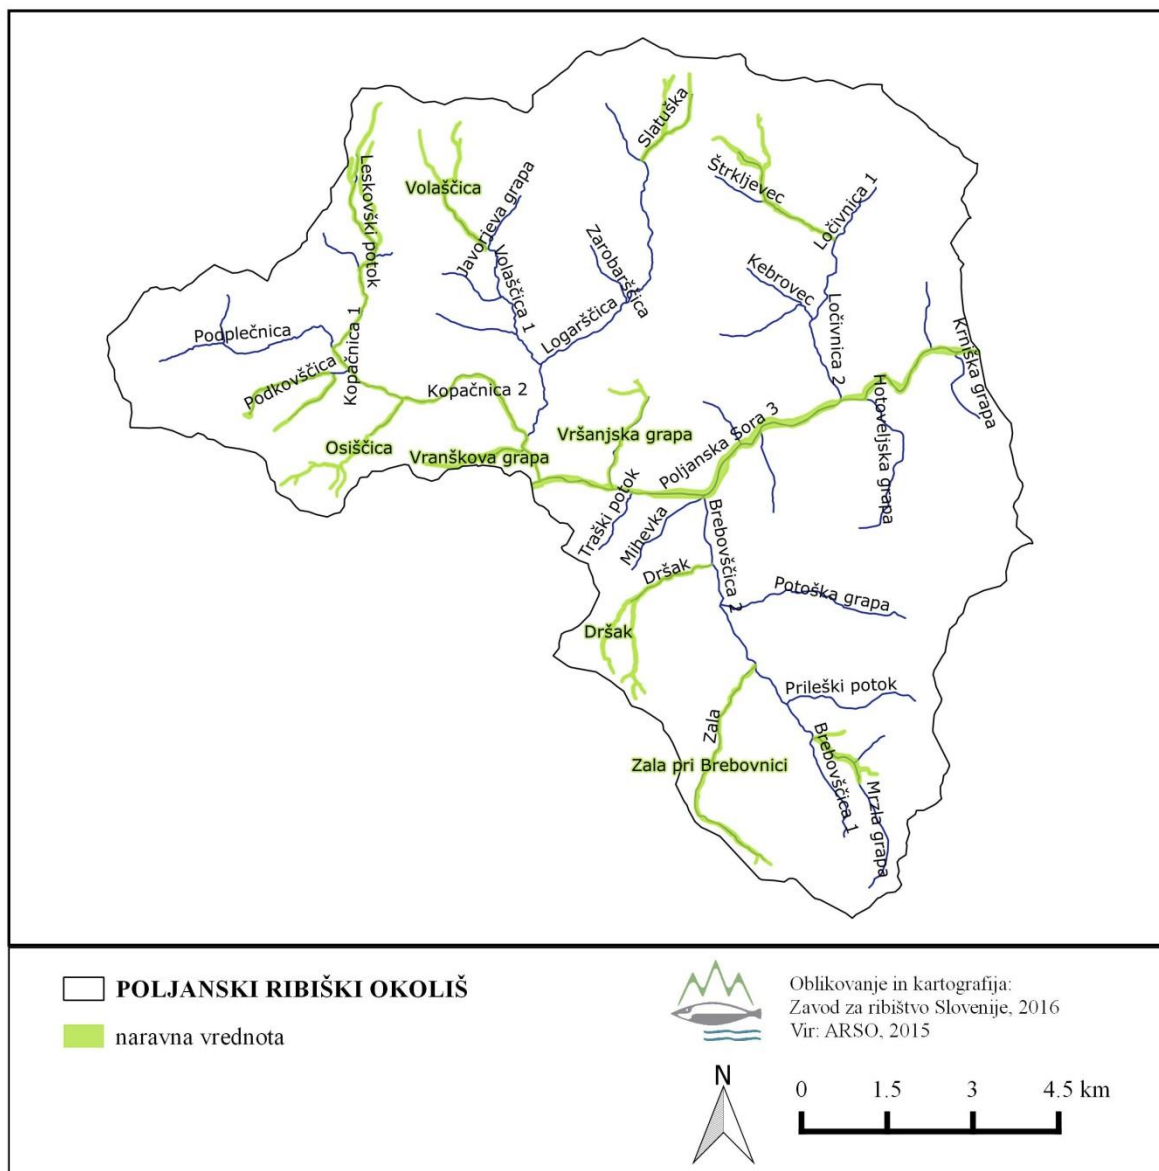 Slatuška
Leskovški potok
Volaščica
Javorjeva grapa
Štrkljevec
Ločivnica 1
Zarobarščica
Kebrovec
Volaščica 1
Logarščica
Ločivnica 2
Podplečnica
Kopačnica 1
Podkovščica
Kopačnica 2
Krniška grapa
Hotoveljska grapa
Osiščica
Vranškova grapa
Vršanjska grapa
Poljanska Sora 3
Traški potok
Mihevka
Brebovščica 2
Dršak
Potoška grapa
Dršak
Prileški potok
Zala
Zala pri Brebovnici
Brebovščica 1
Mrzla grapa
POLJANSKI RIBIŠKI OKOLIŠ
naravna vrednota
Oblikovanje in kartografija:
Zavod za ribištvo Slovenije, 2016
Vir: ARSO, 2015
N
0 1.5 3 4.5 km